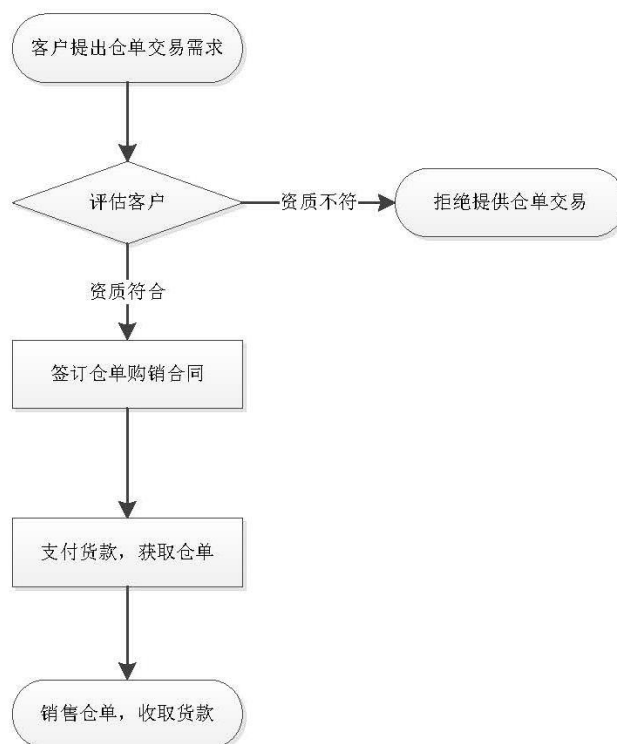 客户提出仓单交易需求
评估客户
资质不符
拒绝提供仓单交易
资质符合
签订仓单购销合同
支付货款，获取仓单
销售仓单，收取货款